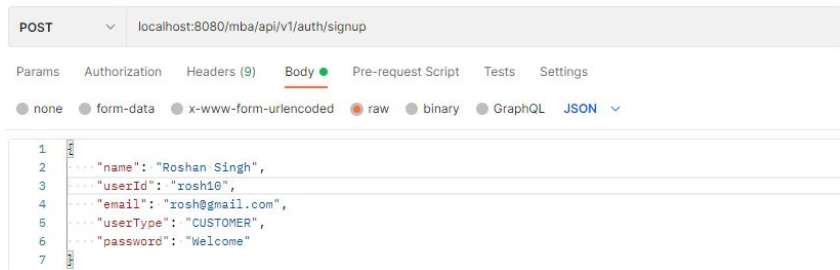 POST localhost:8080/mba/api/v1/auth/signup
Params Authorization Headers (9) Body Pre-request Script Tests Settings
none form-data x-www-form-urlencoded raw binary GraphQL JSON
1 {
2 "name": "Roshan Singh",
3 "userId": "rosh10",
4 "email": "rosh@gmail.com",
5 "userType": "CUSTOMER",
6 "password": "Welcome"
7 }